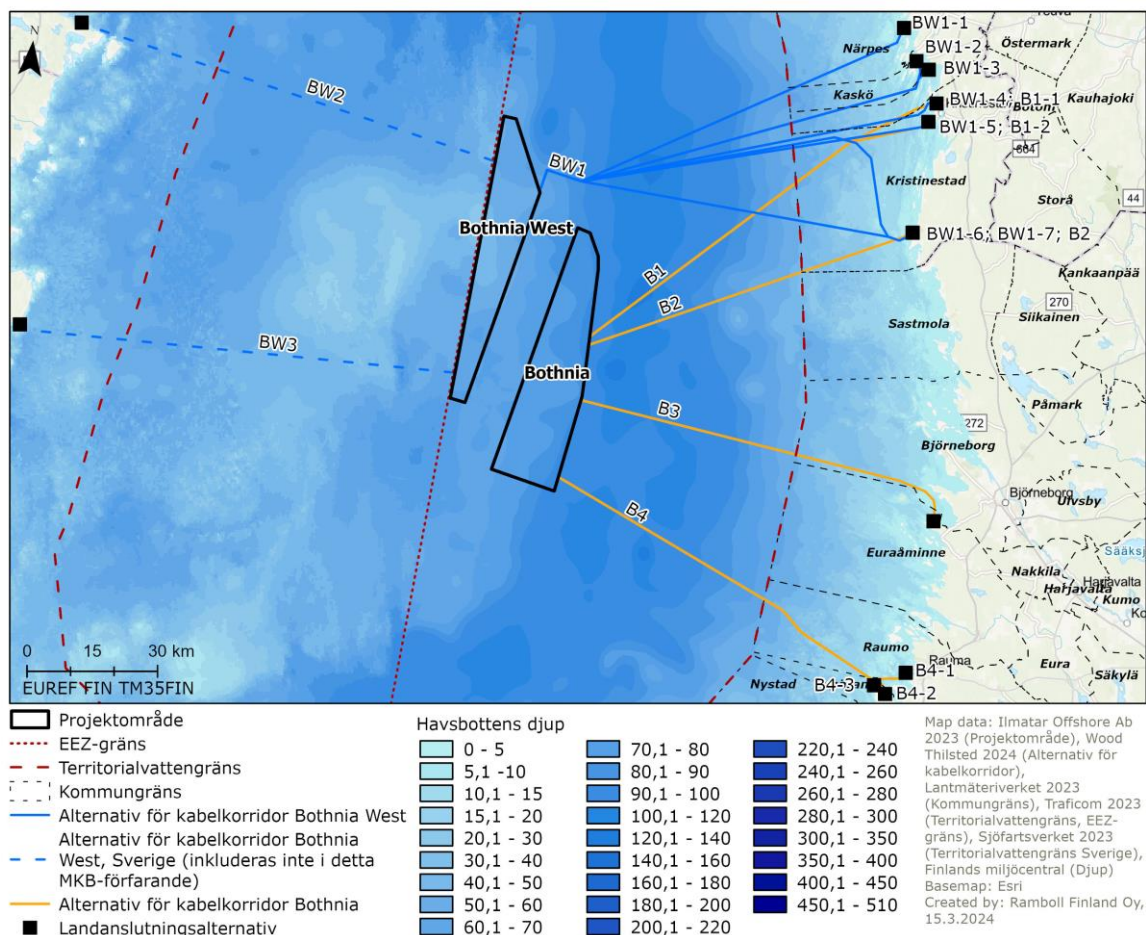 N
BW1-1
Teuva
Närpes
Östermark
BW1-2
BW1-3
Kaskö
BW2
BW1-4; B1-1
Kauhajoki
BW1-5; B1-2
BW1
664
Kristinestad
Storå
44
Bothnia West
BW1-6; BW1-7; B2
Kankaanpää
B1
B2
270
Siikainen
Sastmola
BW3
Bothnia
Påmark
B3
272
Björneborg
Björneborg
Ulvsby
B4
Euraåminne
Sääksj
Nakkila
Harjavalta
Harjavalta
Kumo
Ko
Raumo
Rauma
Eura
0 15 30 km
Nystad
B4-1
Säkylä
EUREF FIN TM35FIN
B4-3
B4-2
Projektområde
EEZ-gräns
Territorialvattengräns
Kommungräns
Alternativ för kabelkorridor Bothnia West
Alternativ för kabelkorridor Bothnia
West, Sverige (inkluderas inte i detta
MKB-förfarande)
Alternativ för kabelkorridor Bothnia
Landanslutningsalternativ
Havsbottens djup
0 - 5
5,1 -10
10,1 - 15
15,1 - 20
20,1 - 30
30,1 - 40
40,1 - 50
50,1 - 60
60,1 - 70
70,1 - 80
80,1 - 90
90,1 - 100
100,1 - 120
120,1 - 140
140,1 - 160
160,1 - 180
180,1 - 200
200,1 - 220
220,1 - 240
240,1 - 260
260,1 - 280
280,1 - 300
300,1 - 350
350,1 - 400
400,1 - 450
450,1 - 510
Map data: Ilmatar Offshore Ab
2023 (Projektområde), Wood
Thilsted 2024 (Alternativ för
kabelkorridor),
Lantmäteriverket 2023
(Kommungräns), Traficom 2023
(Territorialvattengräns, EEZ-
gräns), Sjöfartsverket 2023
(Territorialvattengräns Sverige),
Finlands miljöcentral (Djup)
Basemap: Esri
Created by: Ramboll Finland Oy,
15.3.2024